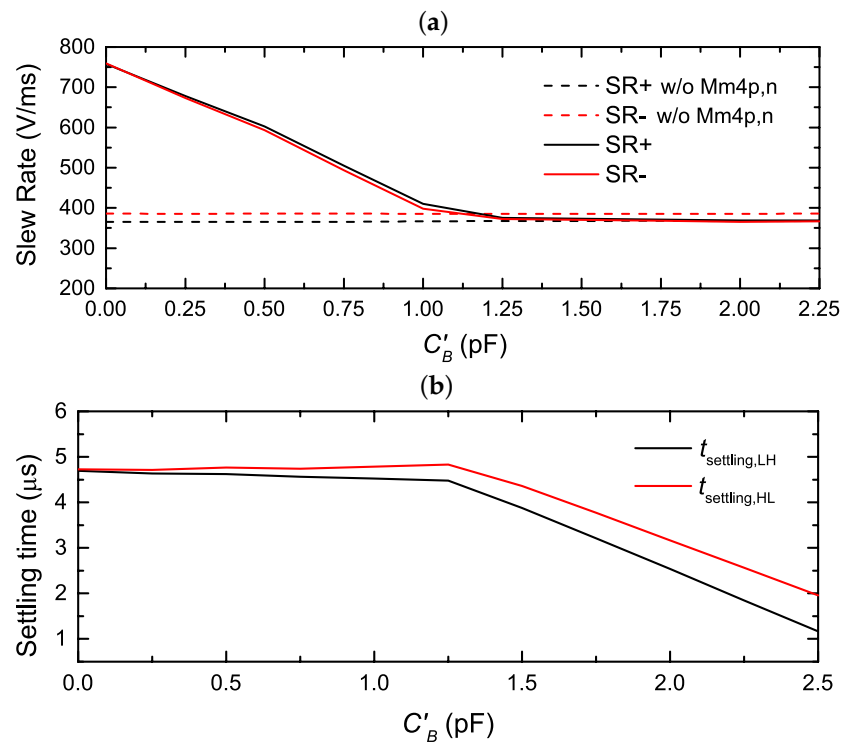 (a)
800
700
600
500
400
300
200
Slew Rate (V/ms)
SR+ w/o Mm4p,n
SR- w/o Mm4p,n
SR+
SR-
0.00 0.25 0.50 0.75 1.00 1.25 1.50 1.75 2.00 2.25
C'B (pF)
(b)
6
5
4
3
2
1
Settling time (μs)
tsettling,LH
tsettling,HL
0.0 0.5 1.0 1.5 2.0 2.5
C'B (pF)